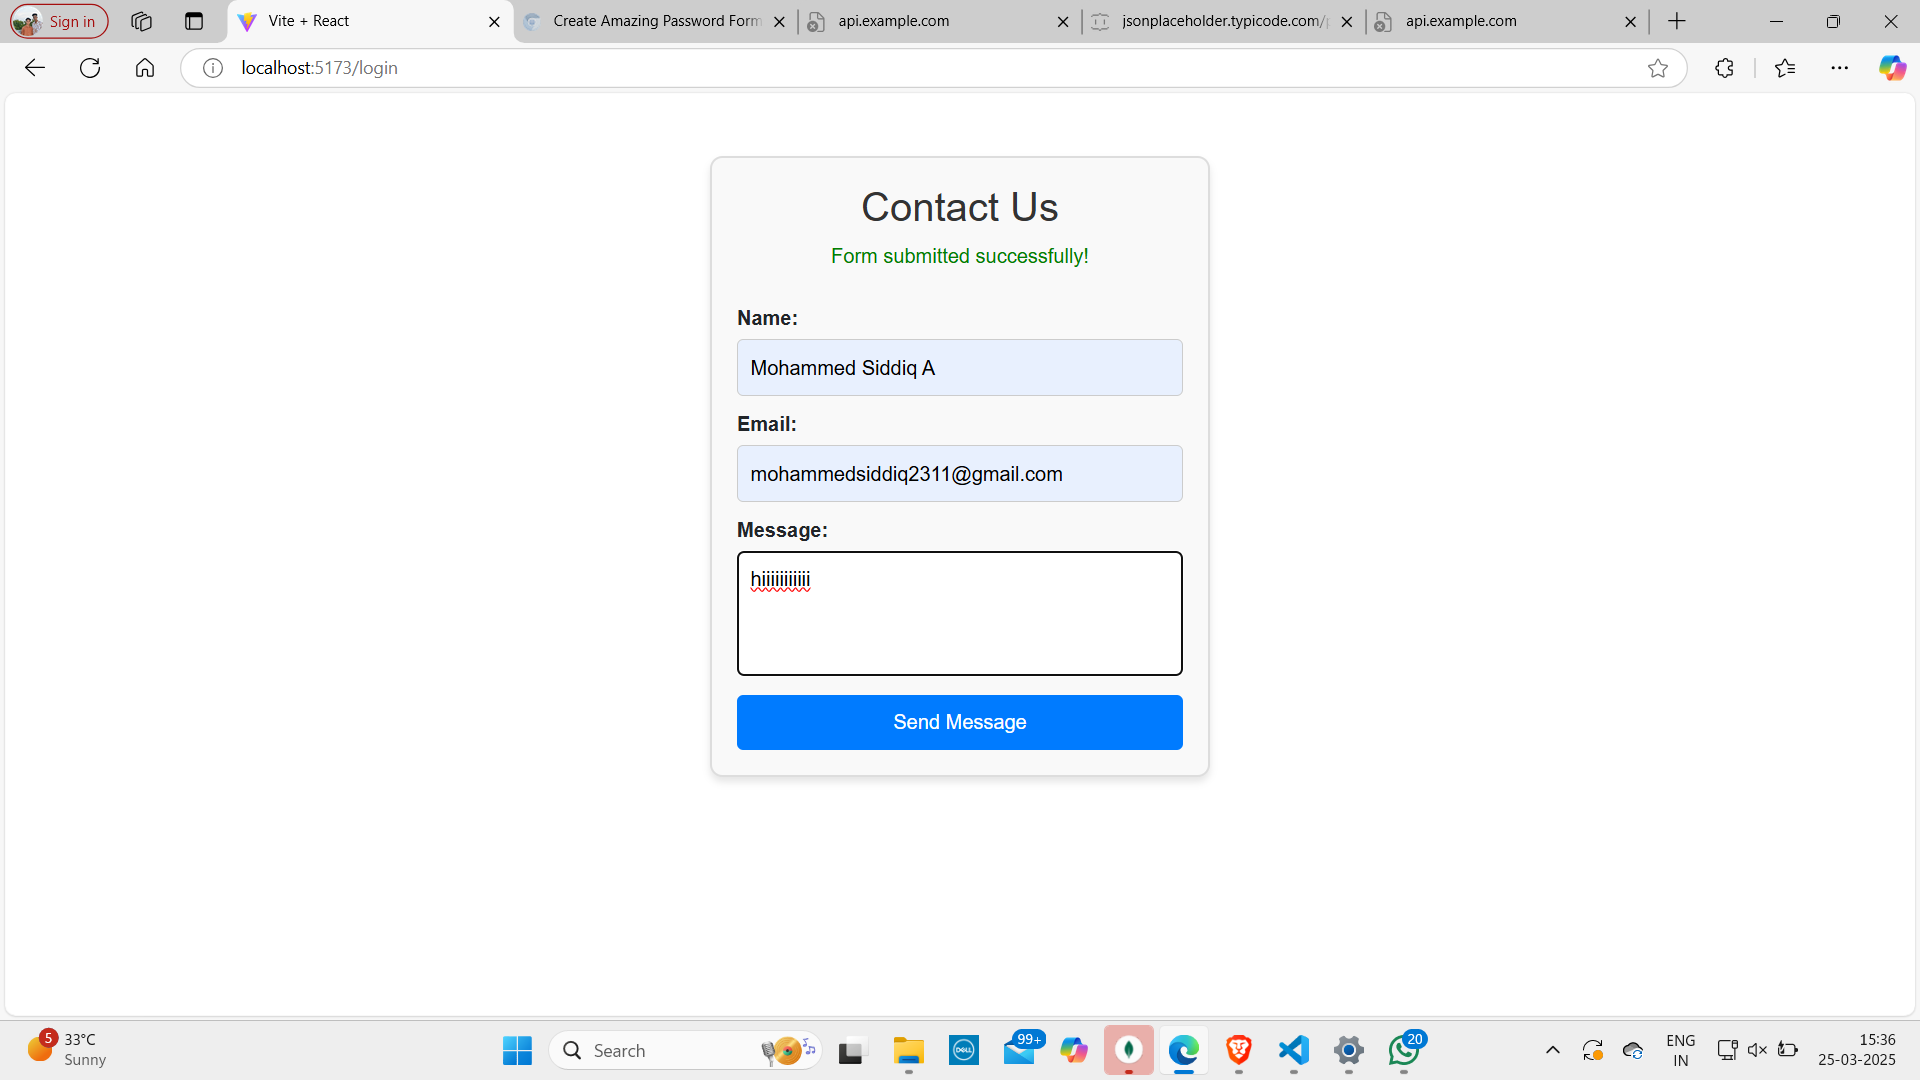 Sign in
Vite + React
Create Amazing Password Form
api.example.com
jsonplaceholder.typicode.com/p
api.example.com
localhost:5173/login
Contact Us
Form submitted successfully!
Name:
Mohammed Siddiq A
Email:
mohammedsiddiq2311@gmail.com
Message:
hiiiiiiiiiii
Send Message
5
33°C
Sunny
Search
DELL
99+
20
ENG
IN
15:36
25-03-2025